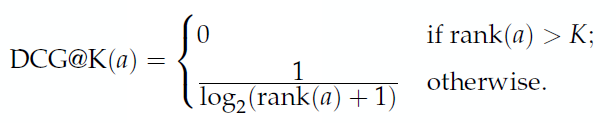 DCG@K(a) = { 0 if rank(a) > K;
1 / log₂(rank(a) + 1) otherwise.